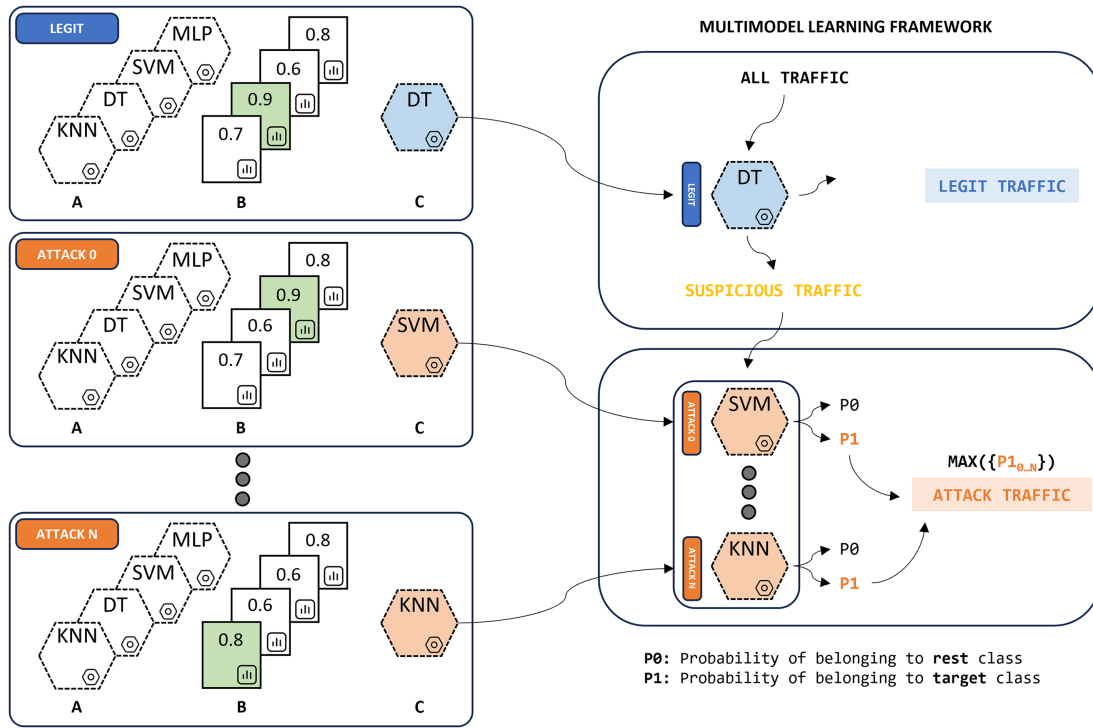 LEGIT
MLP
SVM
DT
KNN
0.8
0.6
0.9
0.7
DT
A
B
C
ATTACK 0
MLP
SVM
DT
KNN
0.8
0.9
0.6
0.7
SVM
A
B
C
ATTACK N
MLP
SVM
DT
KNN
0.8
0.6
0.6
0.8
KNN
A
B
C
MULTIMODEL LEARNING FRAMEWORK
ALL TRAFFIC
LEGIT
DT
LEGIT TRAFFIC
SUSPICIOUS TRAFFIC
ATTACK 0
SVM
P0
P1
MAX({P1₀…N})
ATTACK TRAFFIC
ATTACK N
KNN
P0
P1
P0: Probability of belonging to rest class
P1: Probability of belonging to target class